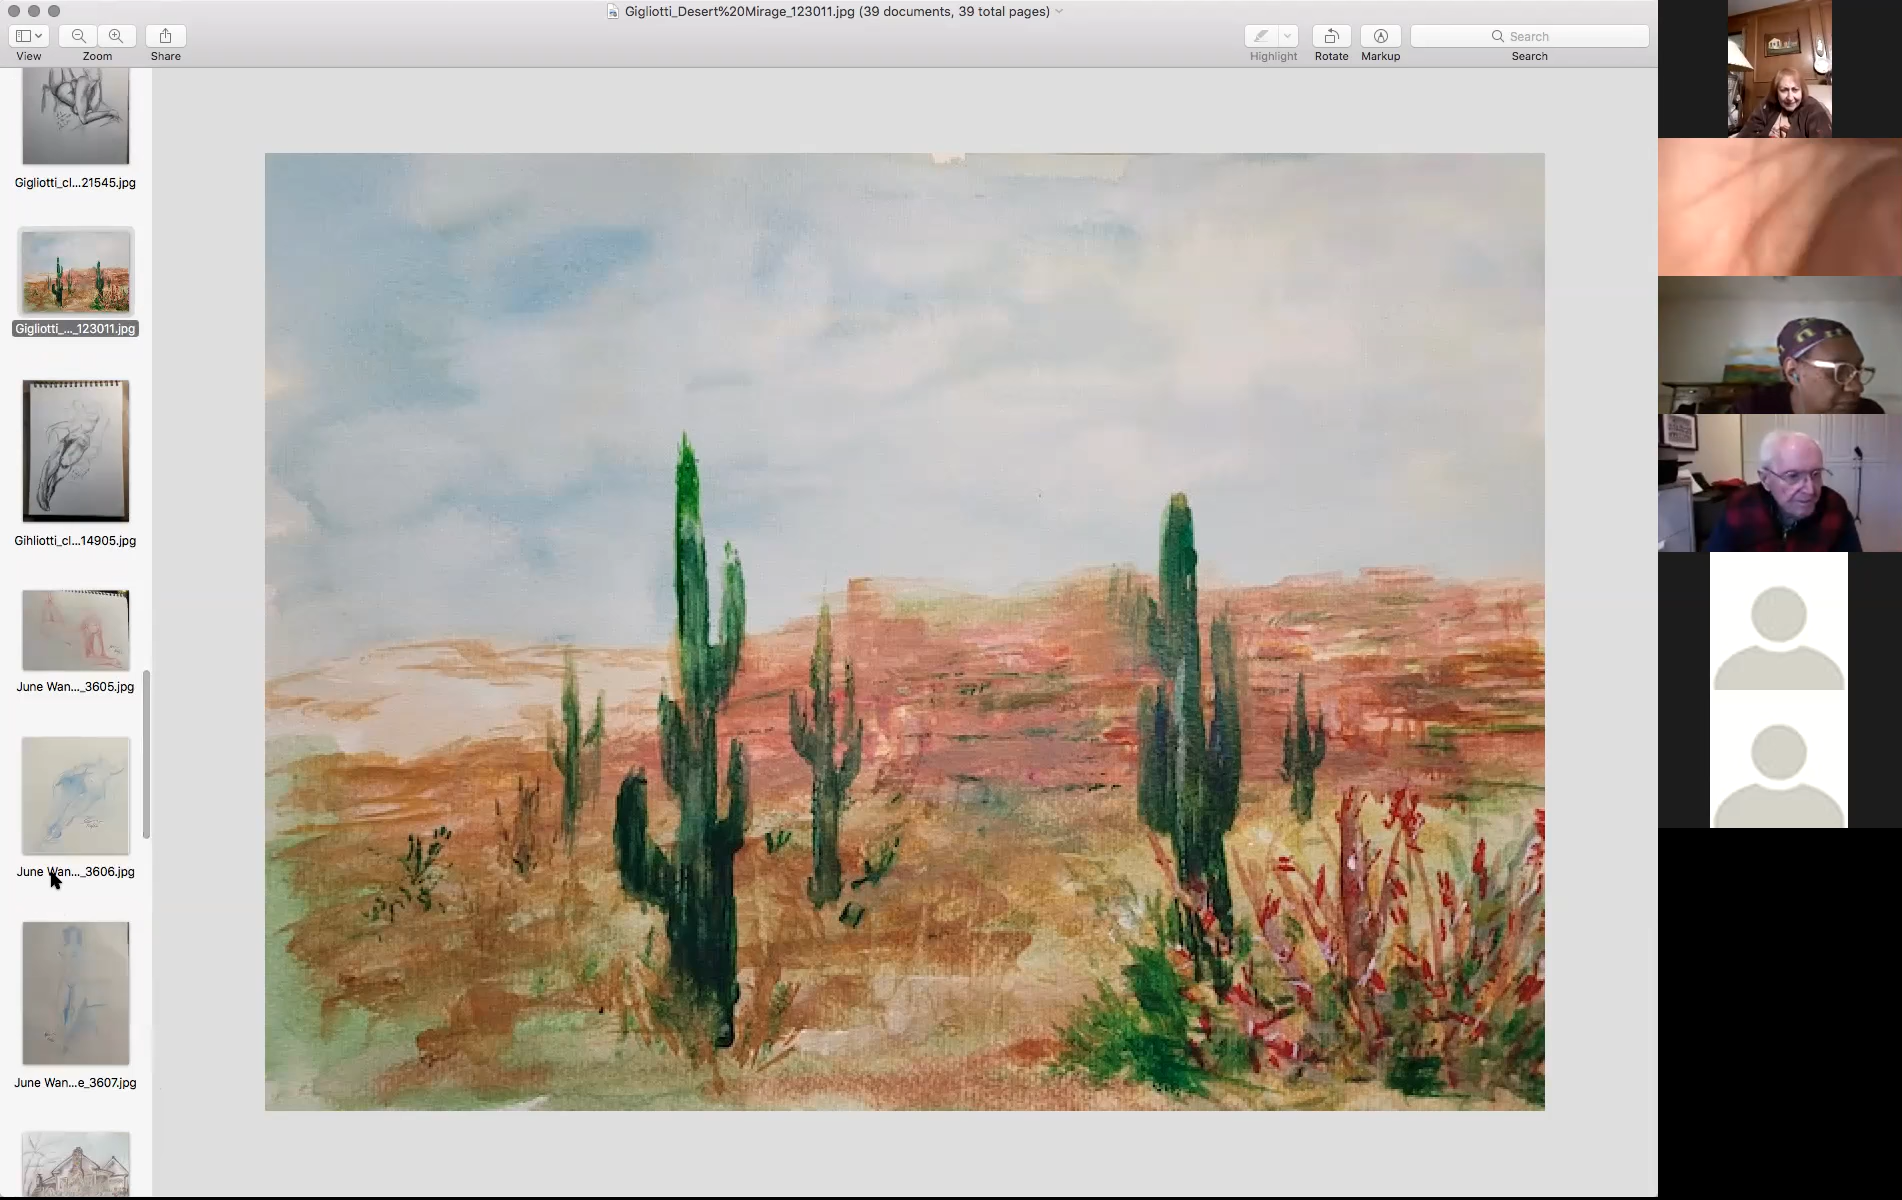 Gigliotti_Desert%20Mirage_123011.jpg (39 documents, 39 total pages)
View
Zoom
Share
Highlight
Rotate
Markup
Search
Search
Gigliotti_cl...21545.jpg
Gigliotti_..._123011.jpg
Gihliotti_cl...14905.jpg
June Wan..._3605.jpg
June Wan..._3606.jpg
June Wan...e_3607.jpg